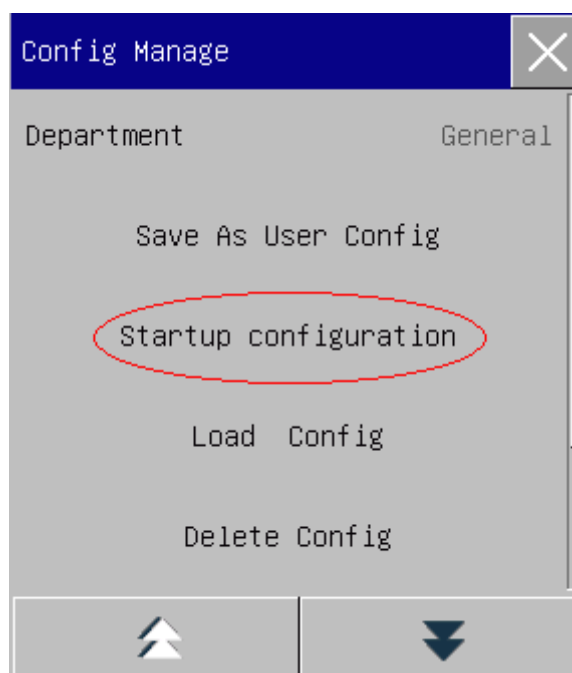 Config Manage
Department General
Save As User Config
Startup configuration
Load Config
Delete Config